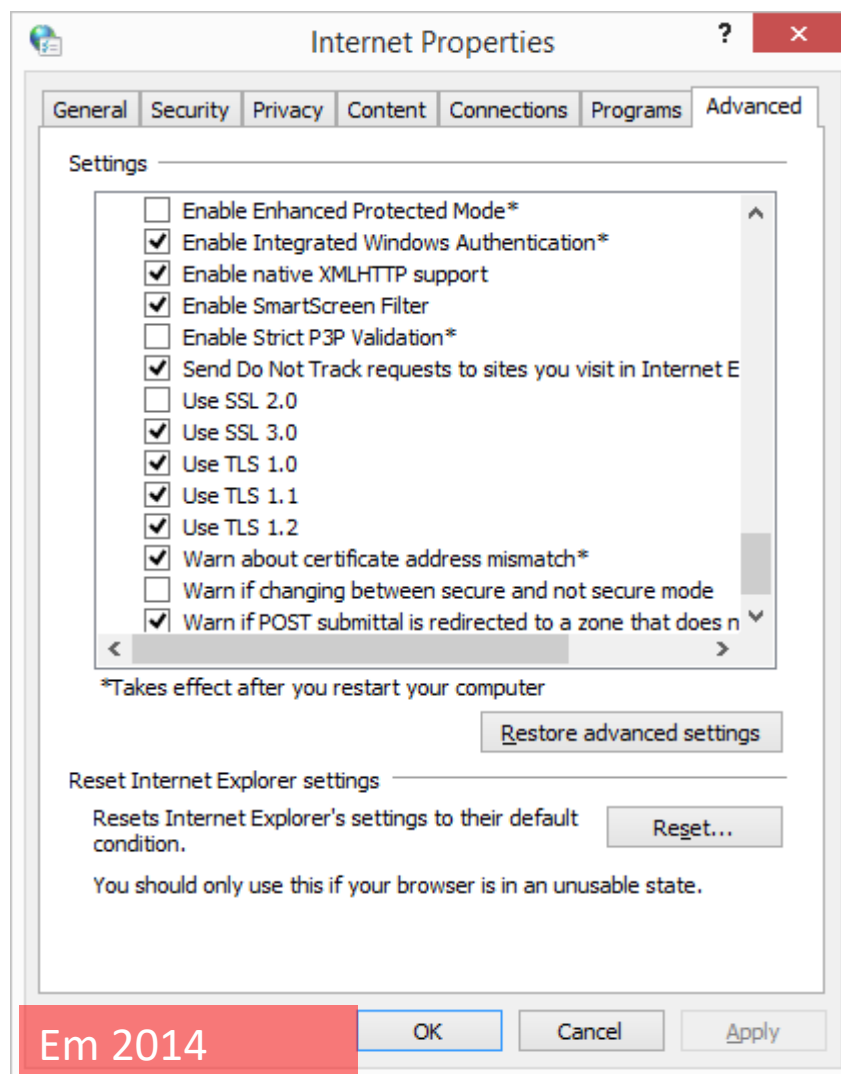 Internet Properties
?
General Security Privacy Content Connections Programs Advanced
Settings
Enable Enhanced Protected Mode*
Enable Integrated Windows Authentication*
Enable native XMLHTTP support
Enable SmartScreen Filter
Enable Strict P3P Validation*
Send Do Not Track requests to sites you visit in Internet E
Use SSL 2.0
Use SSL 3.0
Use TLS 1.0
Use TLS 1.1
Use TLS 1.2
Warn about certificate address mismatch*
Warn if changing between secure and not secure mode
Warn if POST submittal is redirected to a zone that does n
*Takes effect after you restart your computer
Restore advanced settings
Reset Internet Explorer settings
Resets Internet Explorer's settings to their default
condition.
Reset...
You should only use this if your browser is in an unusable state.
Em 2014
OK Cancel Apply